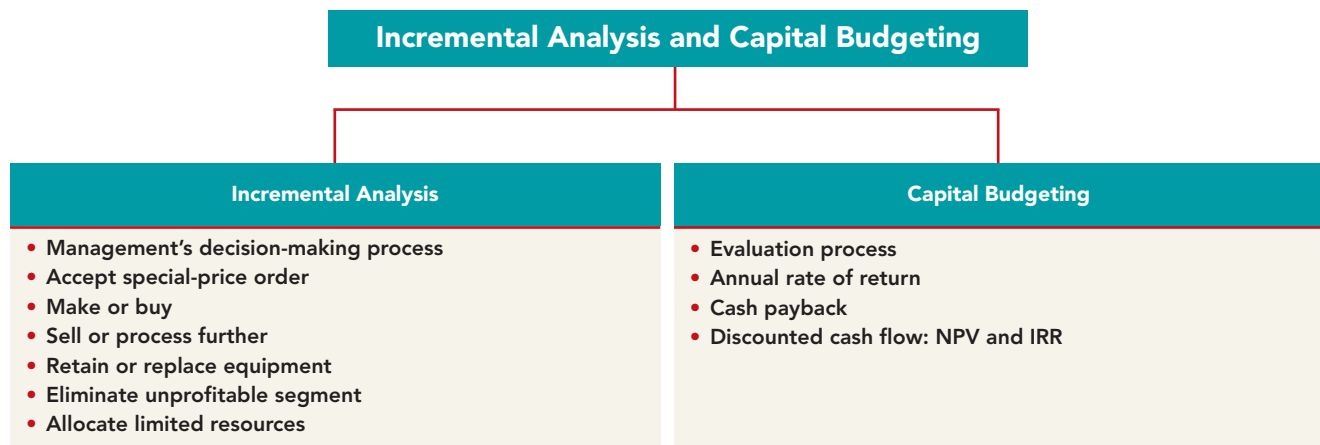 Incremental Analysis and Capital Budgeting
Incremental Analysis
• Management’s decision-making process
• Accept special-price order
• Make or buy
• Sell or process further
• Retain or replace equipment
• Eliminate unprofitable segment
• Allocate limited resources
Capital Budgeting
• Evaluation process
• Annual rate of return
• Cash payback
• Discounted cash flow: NPV and IRR